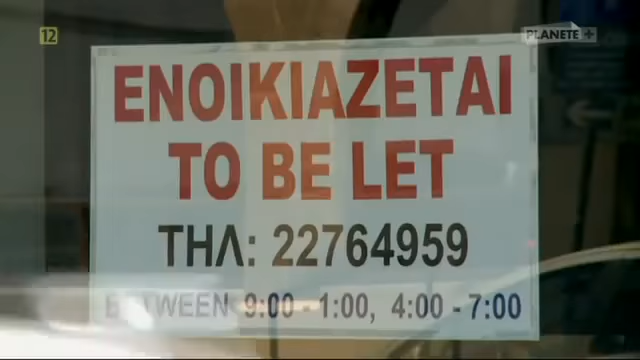 12
PLANETE +
ΕΝΟΙΚΙΑΖΕΤΑΙ
TO BE LET
ΤΗΛ: 22764959
BETWEEN 9:00 - 1:00, 4:00 - 7:00